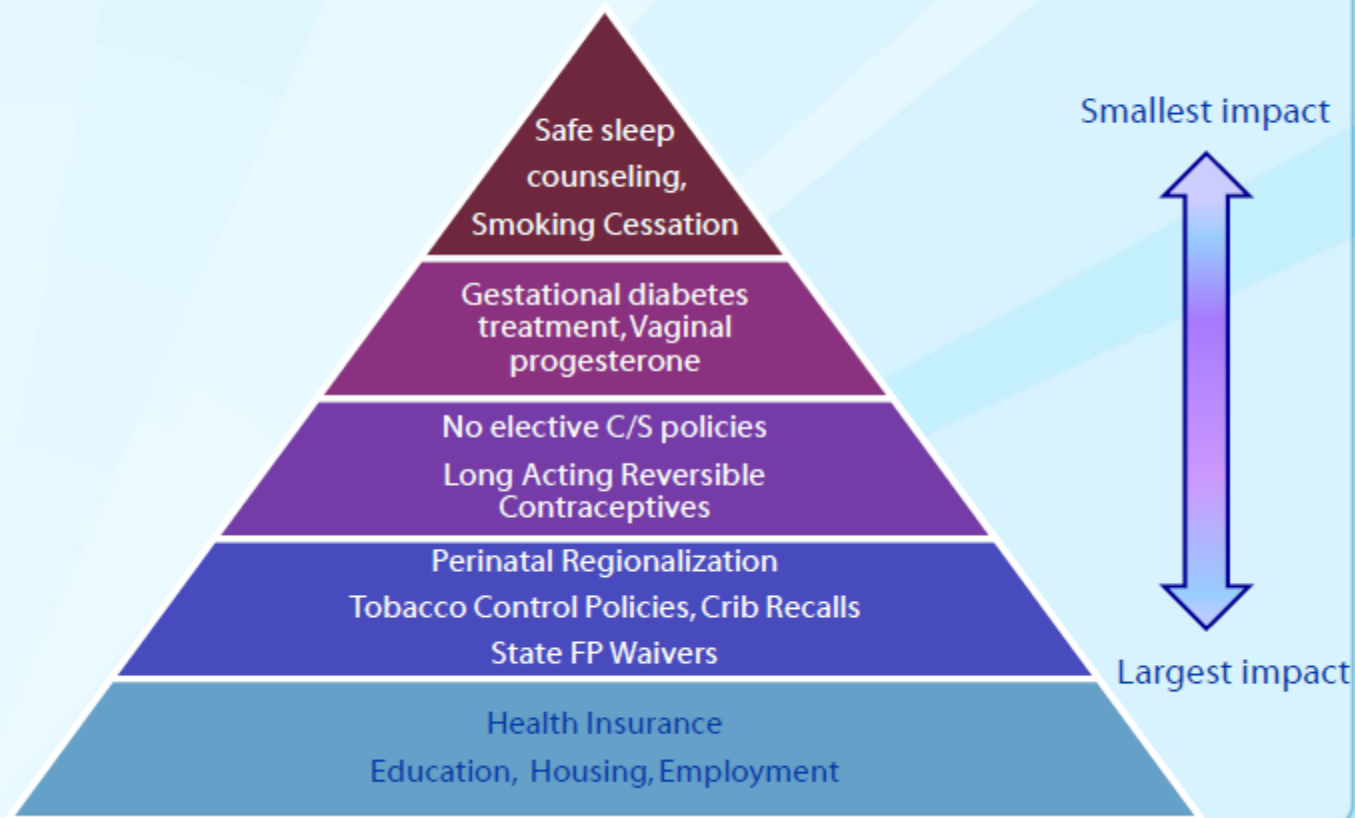 Smallest impact
Safe sleep
counseling,
Smoking Cessation
Gestational diabetes
treatment, Vaginal
progesterone
No elective C/S policies
Long Acting Reversible
Contraceptives
Perinatal Regionalization
Tobacco Control Policies, Crib Recalls
State FP Waivers
Largest impact
Health Insurance
Education, Housing, Employment